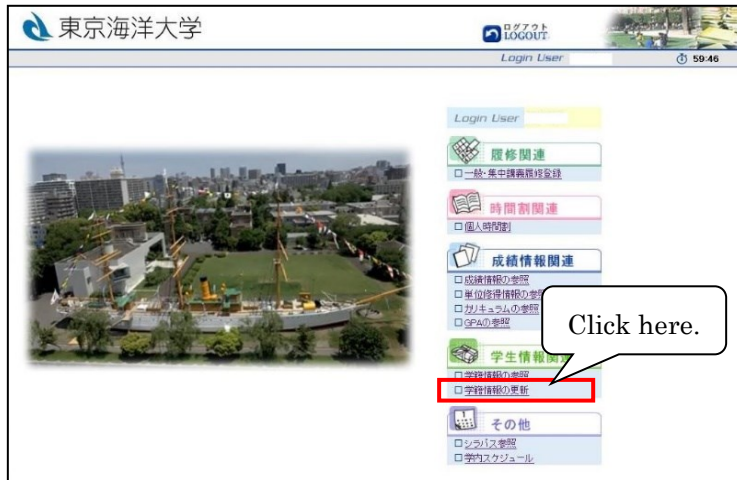 東京海洋大学
ログアウト
LOGOUT
Login User
59:46
Login User
履修関連
一般・集中講義履修登録
時間割関連
個人時間割
成績情報関連
成績情報の参照
単位修得情報の参
カリキュラムの参照
GPAの参照
Click here.
学生情報関連
学籍情報の参照
学籍情報の更新
その他
シラバス参照
学内スケジュール